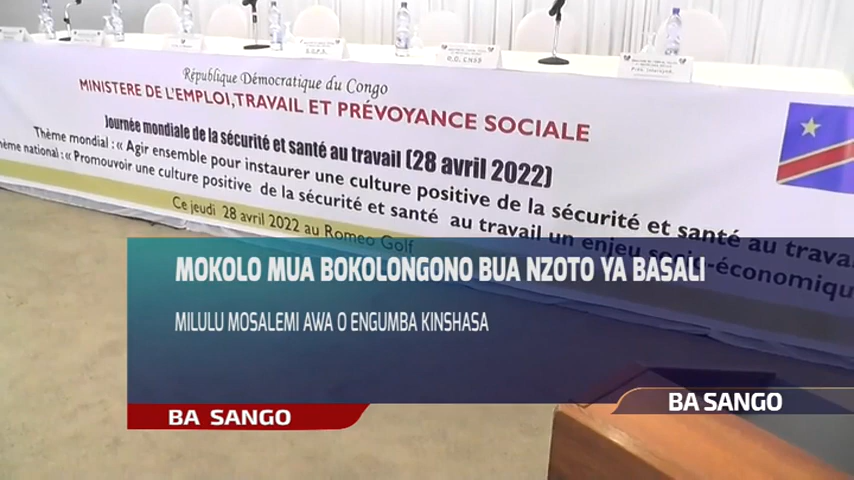 République Démocratique du Congo
MINISTERE DE L'EMPLOI,TRAVAIL ET PRÉVOYANCE SOCIALE
Journée mondiale de la sécurité et santé au travail (28 avril 2022)
Thème mondial : « Agir ensemble pour instaurer une culture positive de la sécurité et santé au travail
national : « Promouvoir une culture positive de la sécurité et santé au travail un enjeu socio-économique
Ce jeudi 28 avril 2022 au Romeo Golf
MOKOLO MUA BOKOLONGONO BUA NZOTO YA BASALI
MILULU MOSALEMI AWA O ENGUMBA KINSHASA
BA SANGO
BA SANGO